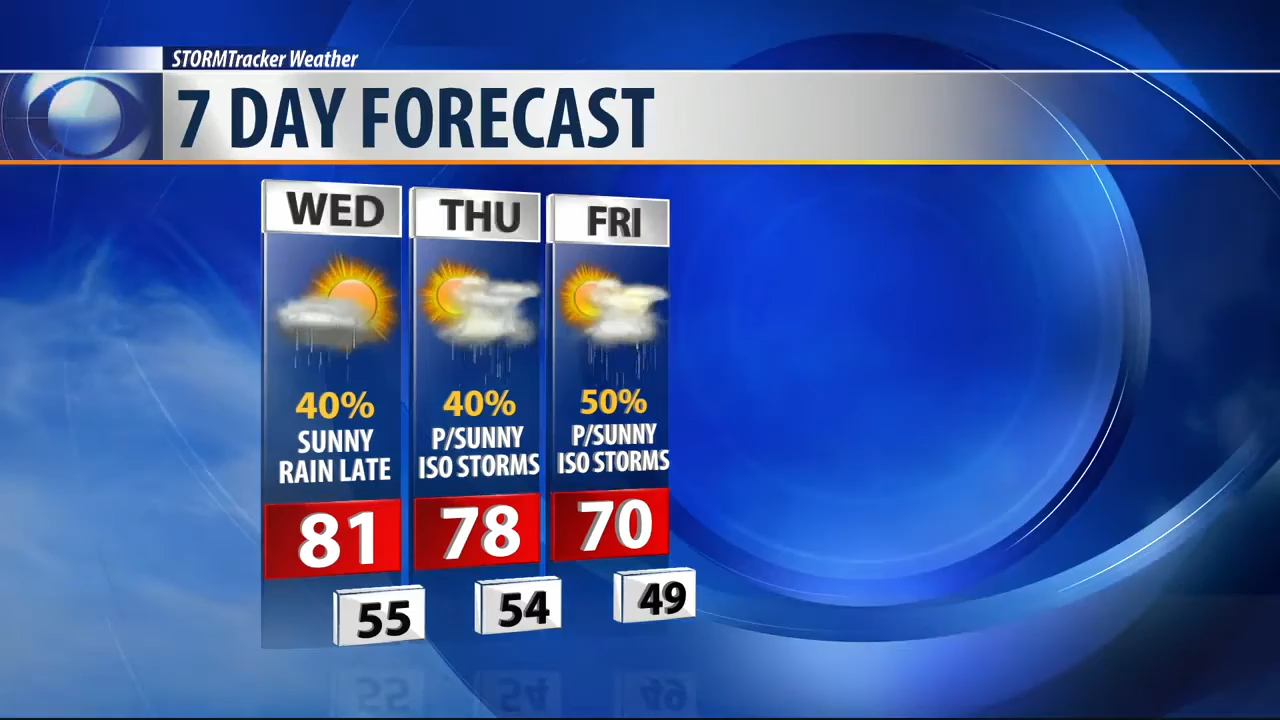 STORMTracker Weather
7 DAY FORECAST
WED
THU
FRI
40%
40%
50%
SUNNY
RAIN LATE
P/SUNNY
ISO STORMS
P/SUNNY
ISO STORMS
81
78
70
55
54
49